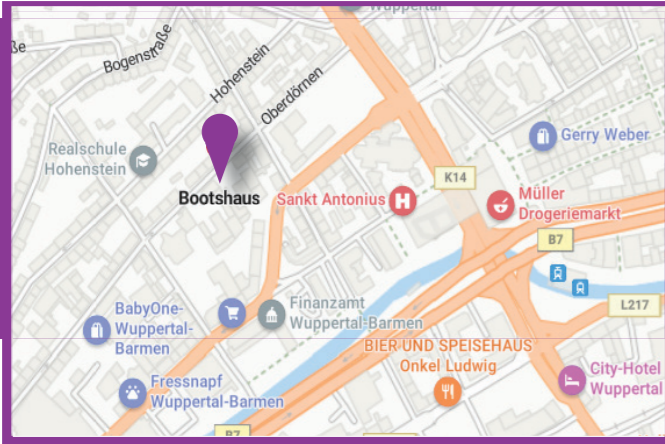 Wuppertal
Bogenstraße
Hohenstein
Oberdörnen
Gerry Weber
Realschule
Hohenstein
K14
Bootshaus
Sankt Antonius
H
Müller
Drogeriemarkt
B7
L217
BabyOne-
Wuppertal-
Barmen
Finanzamt
Wuppertal-Barmen
BIER UND SPEISEHAUS
Onkel Ludwig
City-Hotel
Wuppertal
Fressnapf
Wuppertal-Barmen
B7